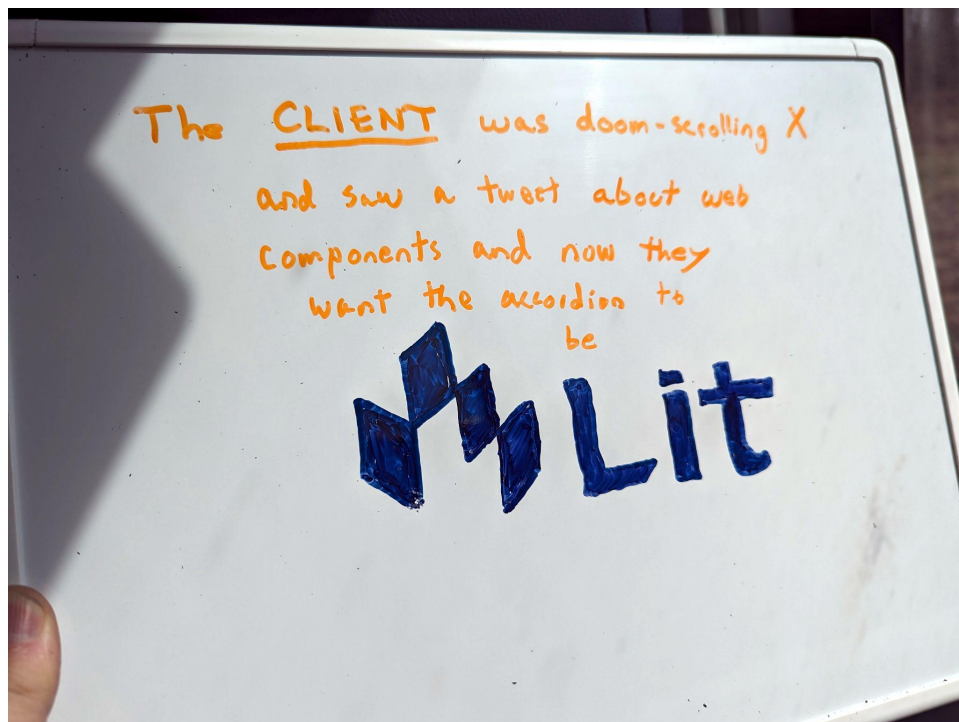 The CLIENT was doom-scrolling X
and saw a tweet about web
components and now they
want the accordion to
be
Lit